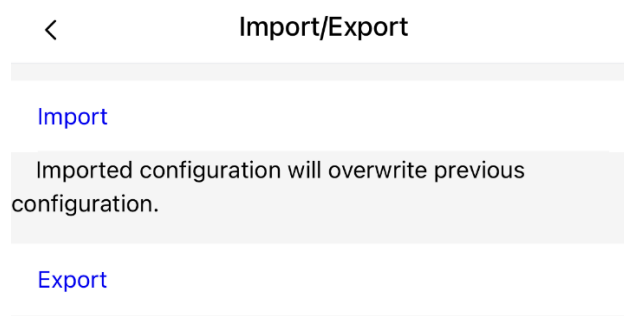 Import/Export
Import
Imported configuration will overwrite previous
configuration.
Export